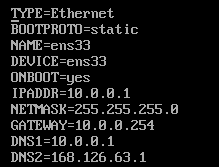 TYPE=Ethernet
BOOTPROTO=static
NAME=ens33
DEVICE=ens33
ONBOOT=yes
IPADDR=10.0.0.1
NETMASK=255.255.255.0
GATEWAY=10.0.0.254
DNS1=10.0.0.1
DNS2=168.126.63.1